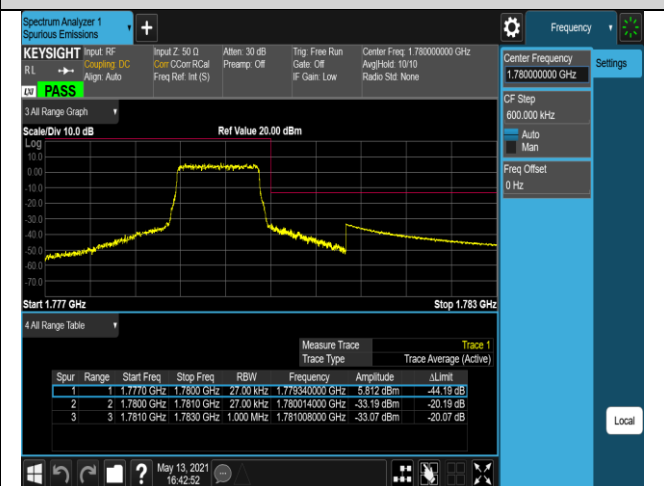 Spectrum Analyzer 1
Spurious Emissions
+
Frequency
KEYSIGHT Input: RF Input Z: 50 Ω Atten: 30 dB Trig: Free Run Center Freq: 1.780000000 GHz
RL Coupling: DC Corr CCorr RCal Preamp: Off Gate: Off Avg|Hold: 10/10
Align: Auto Freq Ref: Int (S) IF Gain: Low Radio Std: None
LXI PASS
Center Frequency
1.780000000 GHz
Settings
CF Step
600.000 kHz
Auto
Man
Freq Offset
0 Hz
3 All Range Graph
Scale/Div 10.0 dB Ref Value 20.00 dBm
Log
10.0
0.00
-10.0
-20.0
-30.0
-40.0
-50.0
-60.0
-70.0
Start 1.777 GHz Stop 1.783 GHz
4 All Range Table
Measure Trace Trace 1
Trace Type Trace Average (Active)
Spur Range Start Freq Stop Freq RBW Frequency Amplitude ΔLimit
1 1 1.7770 GHz 1.7800 GHz 27.00 kHz 1.779340000 GHz 5.812 dBm -44.19 dB
2 2 1.7800 GHz 1.7810 GHz 27.00 kHz 1.780014000 GHz -33.19 dBm -20.19 dB
3 3 1.7810 GHz 1.7830 GHz 1.000 MHz 1.781008000 GHz -33.07 dBm -20.07 dB
Local
? May 13, 2021
16:42:52